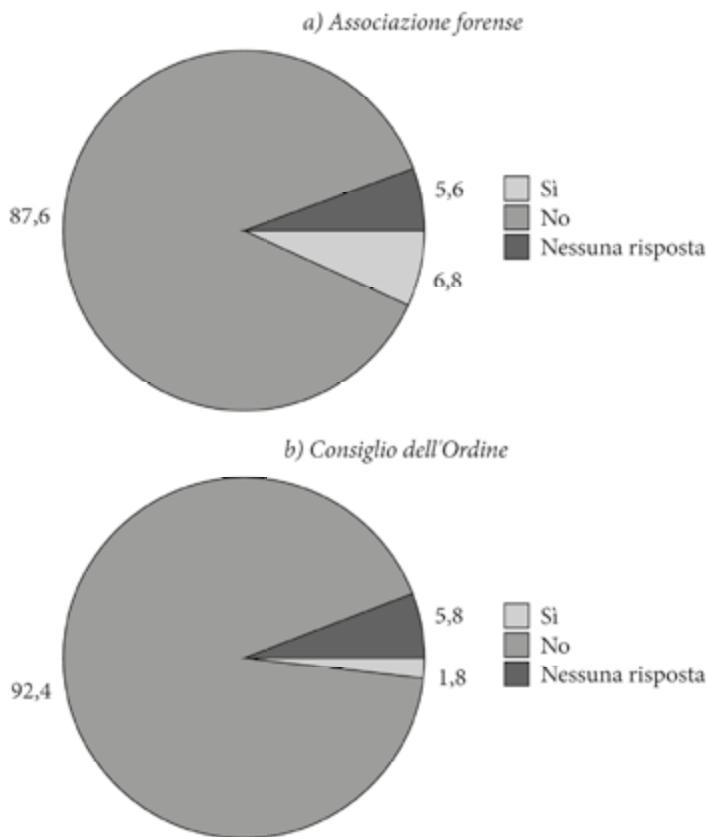 a) Associazione forense
87,6
5,6
6,8
Sì
No
Nessuna risposta
b) Consiglio dell'Ordine
92,4
5,8
1,8
Sì
No
Nessuna risposta